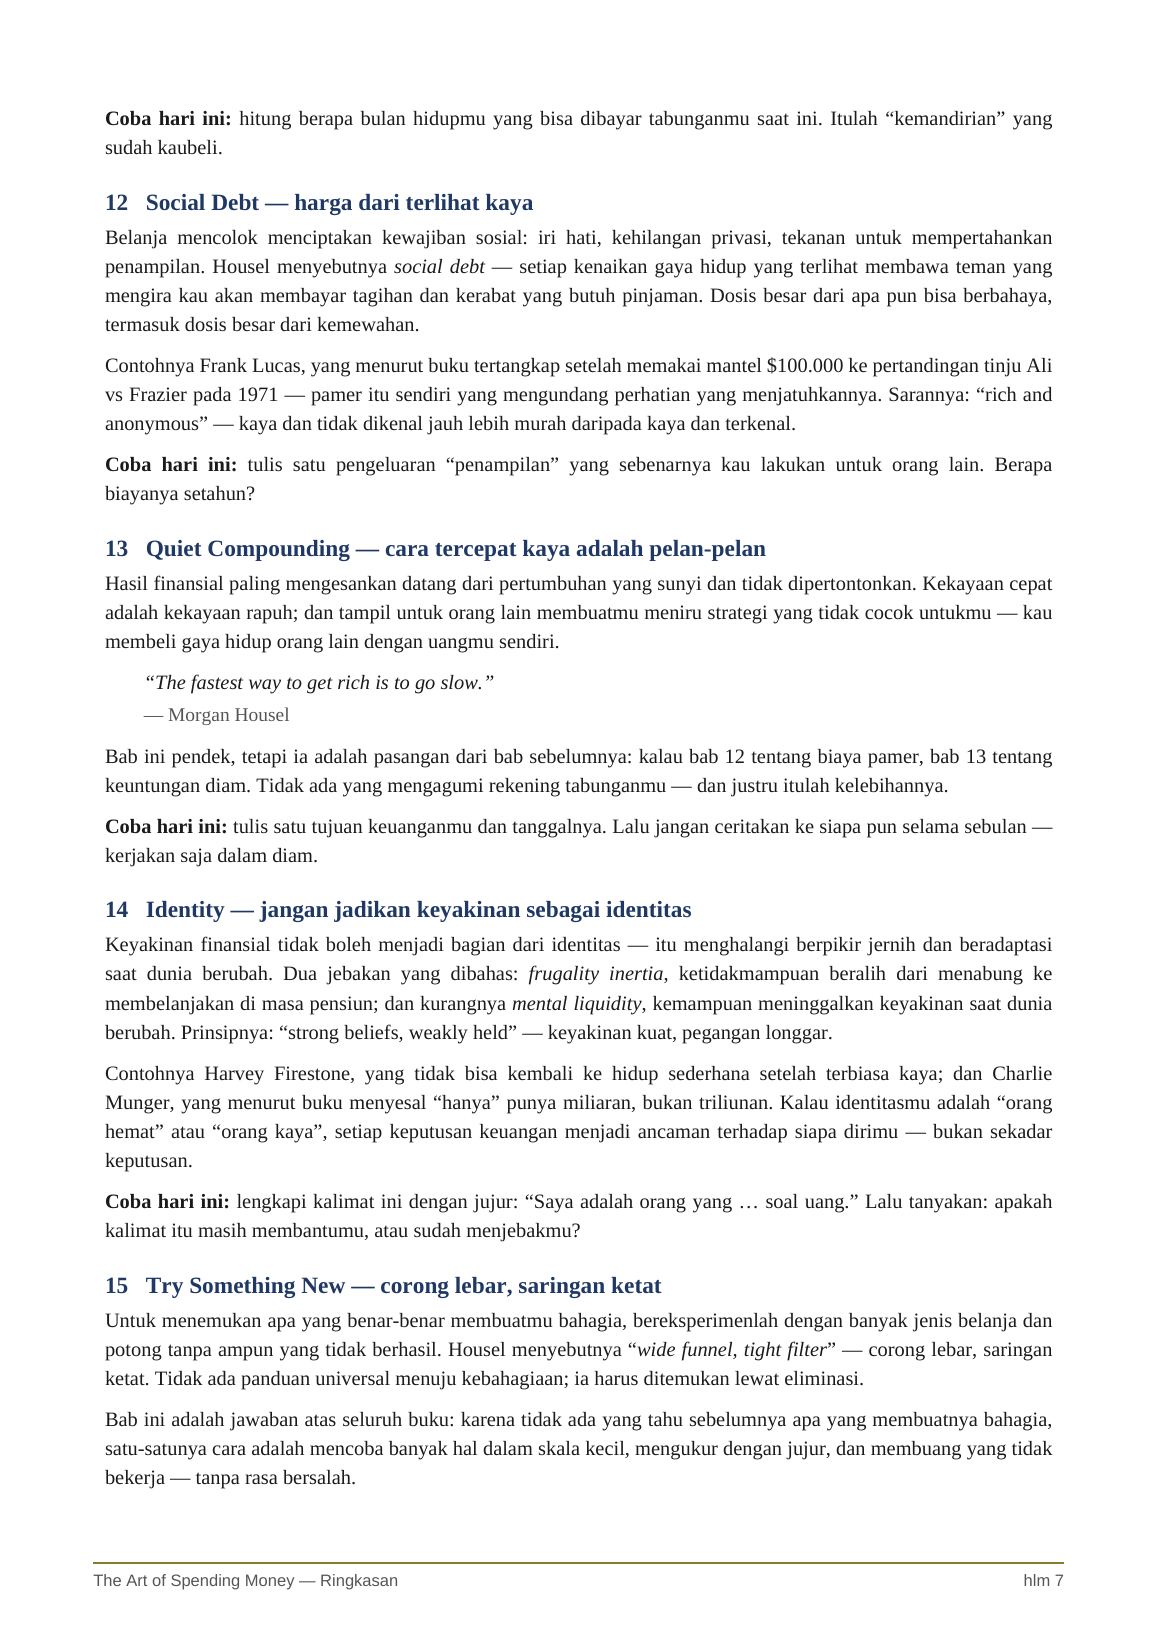 Coba hari ini: hitung berapa bulan hidupmu yang bisa dibayar tabunganmu saat ini. Itulah “kemandirian” yang
sudah kaubeli.
12 Social Debt — harga dari terlihat kaya
Belanja mencolok menciptakan kewajiban sosial: iri hati, kehilangan privasi, tekanan untuk mempertahankan
penampilan. Housel menyebutnya social debt — setiap kenaikan gaya hidup yang terlihat membawa teman yang
mengira kau akan membayar tagihan dan kerabat yang butuh pinjaman. Dosis besar dari apa pun bisa berbahaya,
termasuk dosis besar dari kemewahan.
Contohnya Frank Lucas, yang menurut buku tertangkap setelah memakai mantel $100.000 ke pertandingan tinju Ali
vs Frazier pada 1971 — pamer itu sendiri yang mengundang perhatian yang menjatuhkannya. Sarannya: “rich and
anonymous” — kaya dan tidak dikenal jauh lebih murah daripada kaya dan terkenal.
Coba hari ini: tulis satu pengeluaran “penampilan” yang sebenarnya kau lakukan untuk orang lain. Berapa
biayanya setahun?
13 Quiet Compounding — cara tercepat kaya adalah pelan-pelan
Hasil finansial paling mengesankan datang dari pertumbuhan yang sunyi dan tidak dipertontonkan. Kekayaan cepat
adalah kekayaan rapuh; dan tampil untuk orang lain membuatmu meniru strategi yang tidak cocok untukmu — kau
membeli gaya hidup orang lain dengan uangmu sendiri.
“The fastest way to get rich is to go slow.”
— Morgan Housel
Bab ini pendek, tetapi ia adalah pasangan dari bab sebelumnya: kalau bab 12 tentang biaya pamer, bab 13 tentang
keuntungan diam. Tidak ada yang mengagumi rekening tabunganmu — dan justru itulah kelebihannya.
Coba hari ini: tulis satu tujuan keuanganmu dan tanggalnya. Lalu jangan ceritakan ke siapa pun selama sebulan —
kerjakan saja dalam diam.
14 Identity — jangan jadikan keyakinan sebagai identitas
Keyakinan finansial tidak boleh menjadi bagian dari identitas — itu menghalangi berpikir jernih dan beradaptasi
saat dunia berubah. Dua jebakan yang dibahas: frugality inertia, ketidakmampuan beralih dari menabung ke
membelanjakan di masa pensiun; dan kurangnya mental liquidity, kemampuan meninggalkan keyakinan saat dunia
berubah. Prinsipnya: “strong beliefs, weakly held” — keyakinan kuat, pegangan longgar.
Contohnya Harvey Firestone, yang tidak bisa kembali ke hidup sederhana setelah terbiasa kaya; dan Charlie
Munger, yang menurut buku menyesal “hanya” punya miliaran, bukan triliunan. Kalau identitasmu adalah “orang
hemat” atau “orang kaya”, setiap keputusan keuangan menjadi ancaman terhadap siapa dirimu — bukan sekadar
keputusan.
Coba hari ini: lengkapi kalimat ini dengan jujur: “Saya adalah orang yang … soal uang.” Lalu tanyakan: apakah
kalimat itu masih membantumu, atau sudah menjebakmu?
15 Try Something New — corong lebar, saringan ketat
Untuk menemukan apa yang benar-benar membuatmu bahagia, bereksperimenlah dengan banyak jenis belanja dan
potong tanpa ampun yang tidak berhasil. Housel menyebutnya “wide funnel, tight filter” — corong lebar, saringan
ketat. Tidak ada panduan universal menuju kebahagiaan; ia harus ditemukan lewat eliminasi.
Bab ini adalah jawaban atas seluruh buku: karena tidak ada yang tahu sebelumnya apa yang membuatnya bahagia,
satu-satunya cara adalah mencoba banyak hal dalam skala kecil, mengukur dengan jujur, dan membuang yang tidak
bekerja — tanpa rasa bersalah.
The Art of Spending Money — Ringkasan
hlm 7